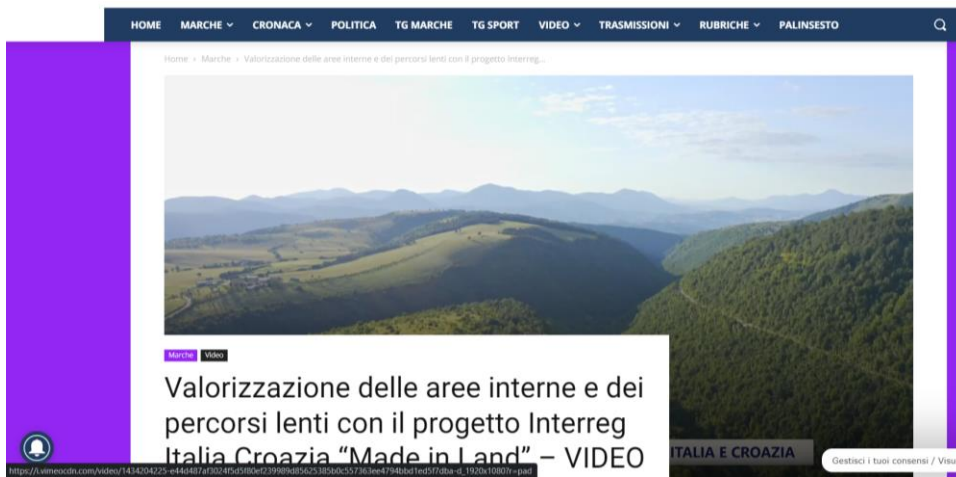 HOME MARCHE CRONACA POLITICA TG MARCHE TG SPORT VIDEO TRASMISSIONI RUBRICHE PALINSESTO
Home › Marche › Valorizzazione delle aree interne e dei percorsi lenti con il progetto Interreg...
Marche Video
Valorizzazione delle aree interne e dei
percorsi lenti con il progetto Interreg
Italia Croazia “Made in Land” – VIDEO
ITALIA E CROAZIA
Gestisci i tuoi consensi / Visu